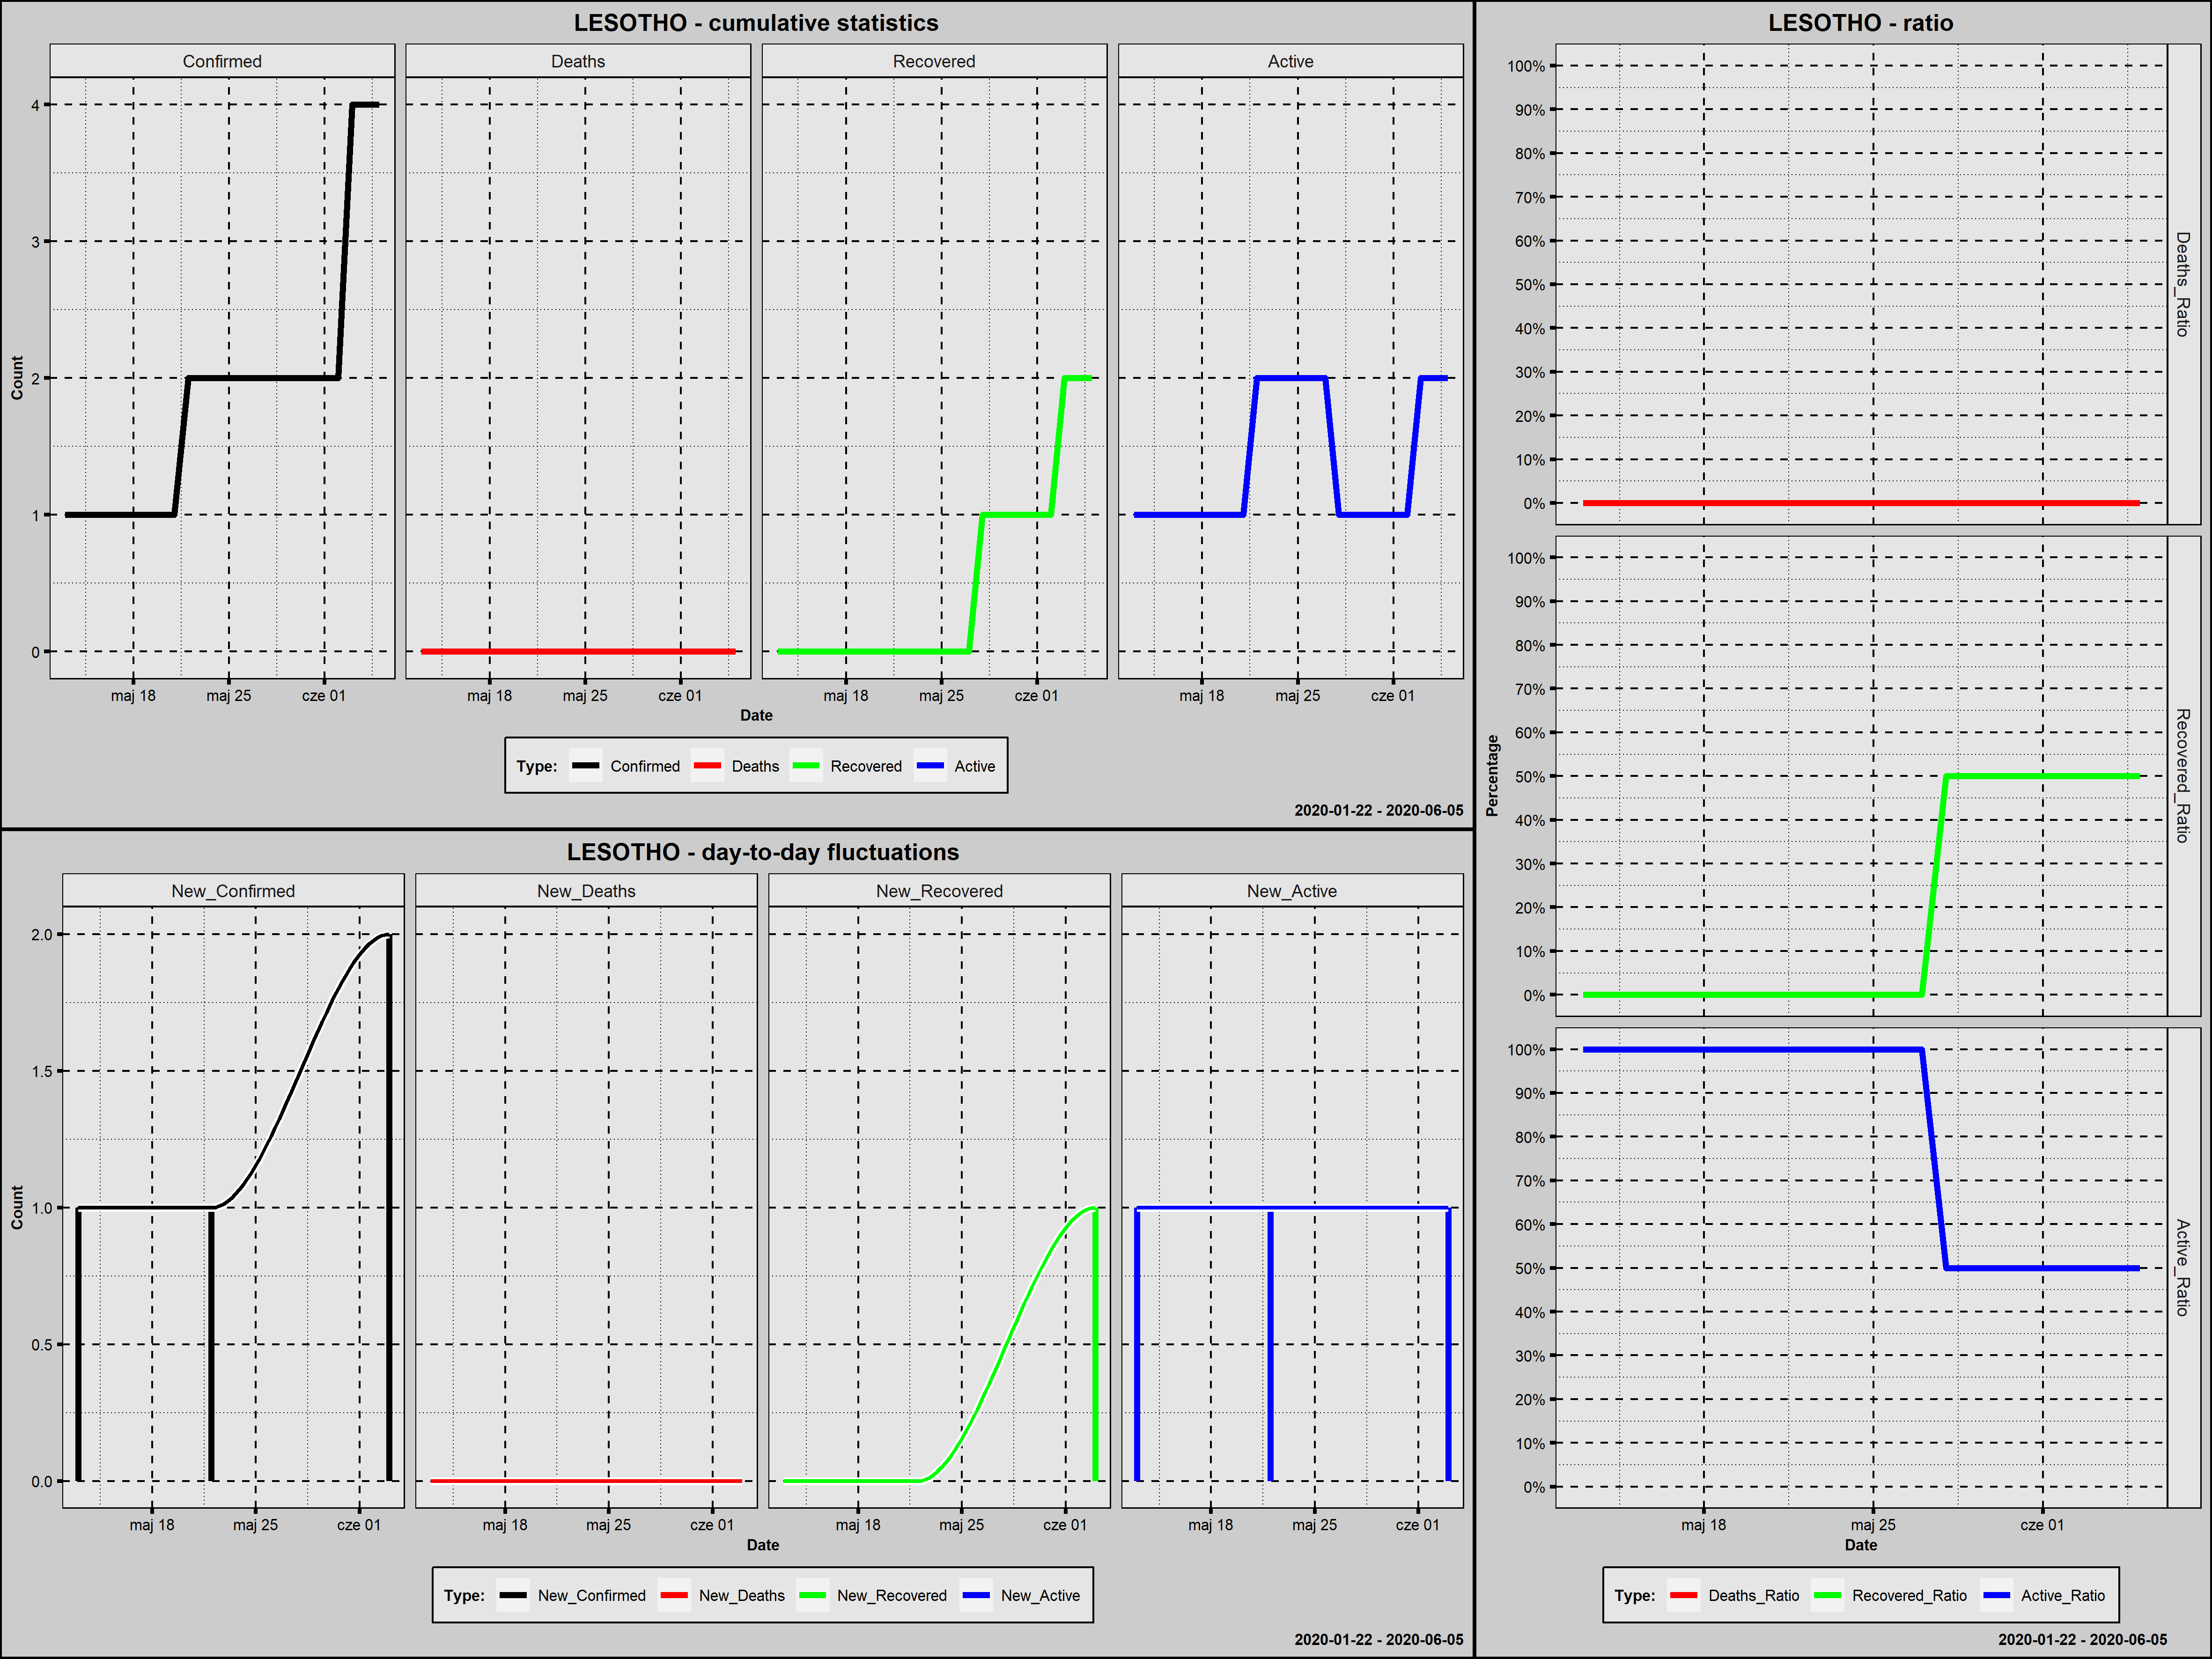 LESOTHO - cumulative statistics
Confirmed Deaths Recovered Active
Count
4
3
2
1
0
maj 18 maj 25 cze 01 maj 18 maj 25 cze 01 maj 18 maj 25 cze 01 maj 18 maj 25 cze 01
Date
Type: Confirmed Deaths Recovered Active
2020-01-22 - 2020-06-05
LESOTHO - day-to-day fluctuations
New_Confirmed New_Deaths New_Recovered New_Active
Count
2.0
1.5
1.0
0.5
0.0
maj 18 maj 25 cze 01 maj 18 maj 25 cze 01 maj 18 maj 25 cze 01 maj 18 maj 25 cze 01
Date
Type: New_Confirmed New_Deaths New_Recovered New_Active
2020-01-22 - 2020-06-05
LESOTHO - ratio
Percentage
100%
90%
80%
70%
60%
50%
40%
30%
20%
10%
0%
Deaths_Ratio
100%
90%
80%
70%
60%
50%
40%
30%
20%
10%
0%
Recovered_Ratio
100%
90%
80%
70%
60%
50%
40%
30%
20%
10%
0%
Active_Ratio
maj 18 maj 25 cze 01
Date
Type: Deaths_Ratio Recovered_Ratio Active_Ratio
2020-01-22 - 2020-06-05